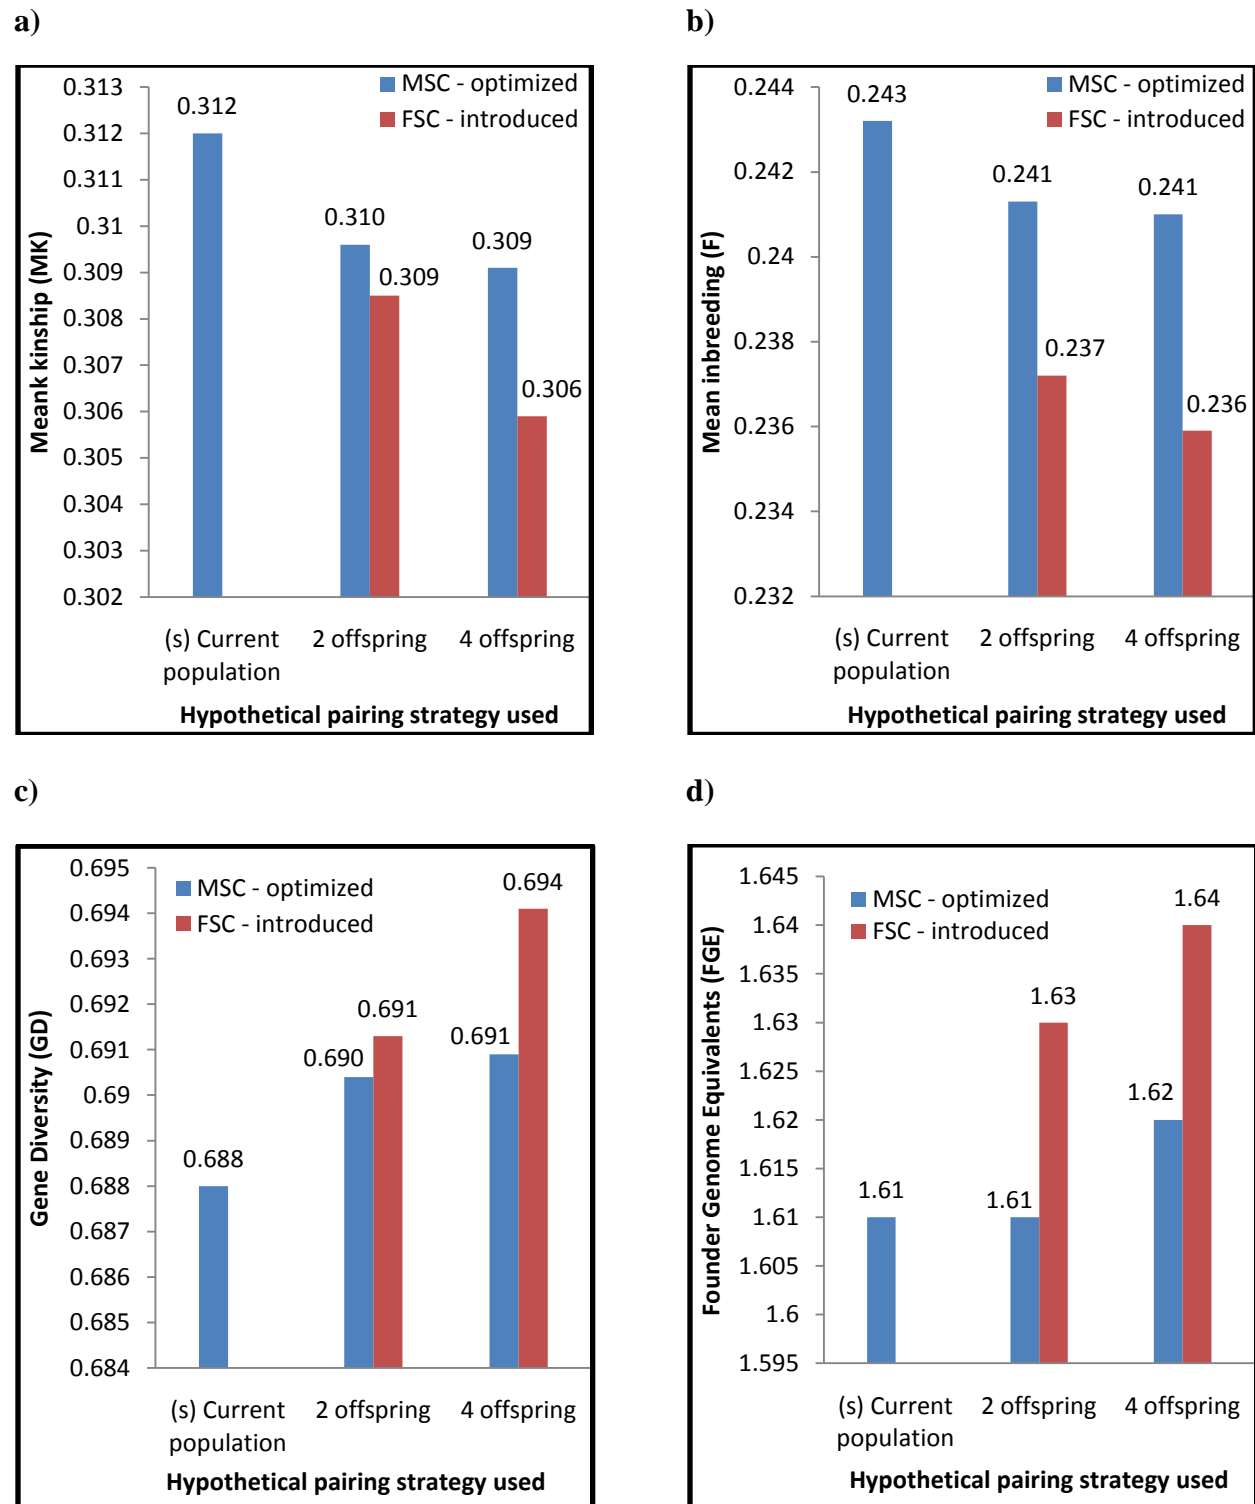 a)
MSC - optimized
FSC - introduced
0.313
0.312
0.311
0.31
0.309
0.308
0.307
0.306
0.305
0.304
0.303
0.302
0.312
0.310
0.309
0.309
0.306
Meank kinship (MK)
(s) Current
population
2 offspring
4 offspring
Hypothetical pairing strategy used
b)
MSC - optimized
FSC - introduced
0.244
0.242
0.24
0.238
0.236
0.234
0.232
0.243
0.241
0.237
0.241
0.236
Mean inbreeding (F)
(s) Current
population
2 offspring
4 offspring
Hypothetical pairing strategy used
c)
MSC - optimized
FSC - introduced
0.695
0.694
0.693
0.692
0.691
0.69
0.689
0.688
0.687
0.686
0.685
0.684
0.688
0.690
0.691
0.691
0.694
Gene Diversity (GD)
(s) Current
population
2 offspring
4 offspring
Hypothetical pairing strategy used
d)
MSC - optimized
FSC - introduced
1.645
1.64
1.635
1.63
1.625
1.62
1.615
1.61
1.605
1.6
1.595
1.61
1.61
1.63
1.62
1.64
Founder Genome Equivalents (FGE)
(s) Current
population
2 offspring
4 offspring
Hypothetical pairing strategy used